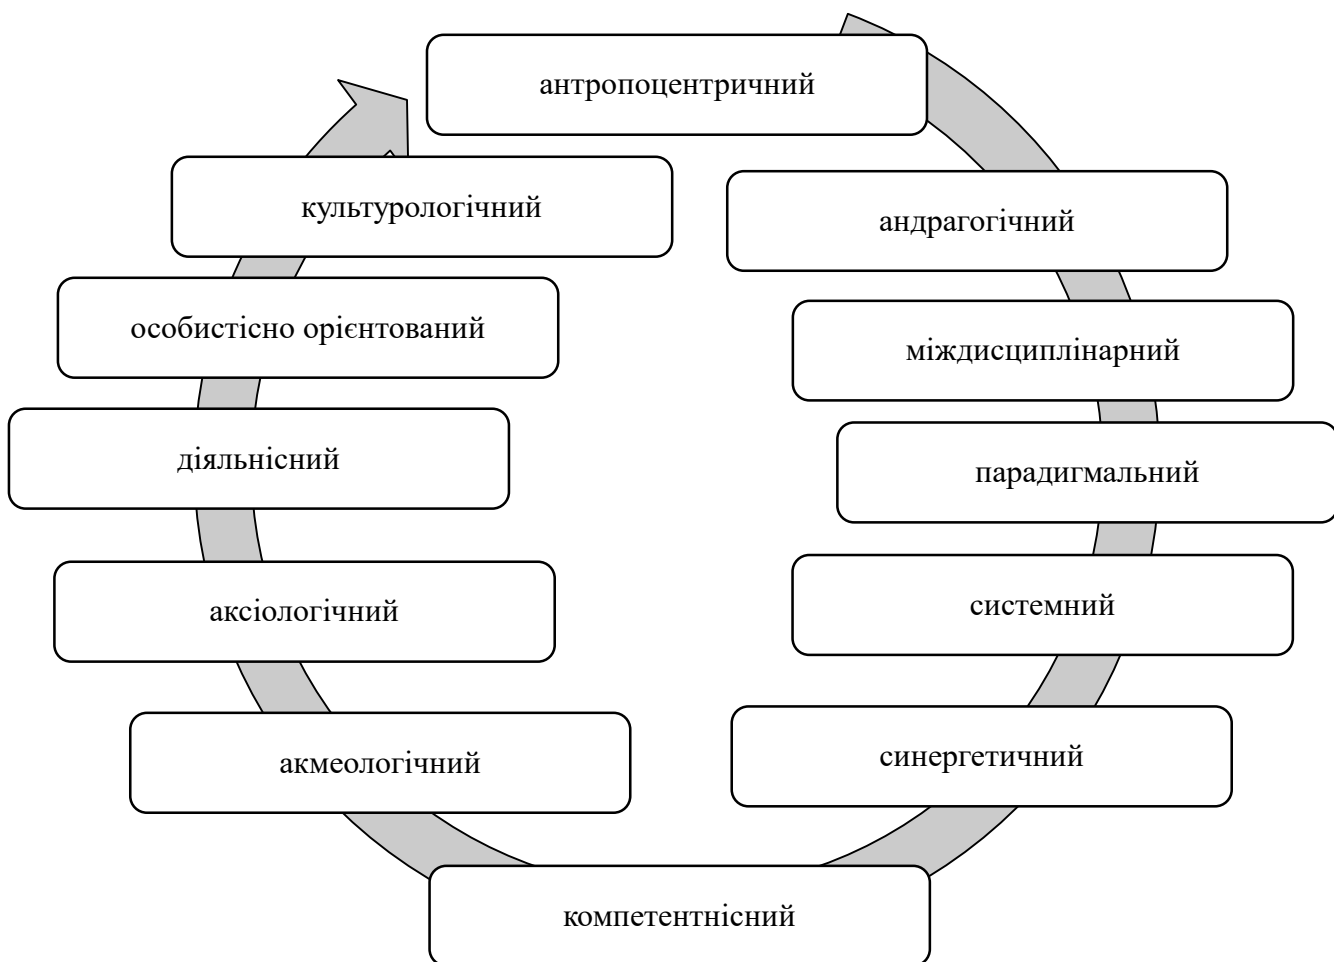 антропоцентричний
андрагогічний
міждисциплінарний
парадигмальний
системний
синергетичний
компетентнісний
акмеологічний
аксіологічний
діяльнісний
особистісно орієнтований
культурологічний